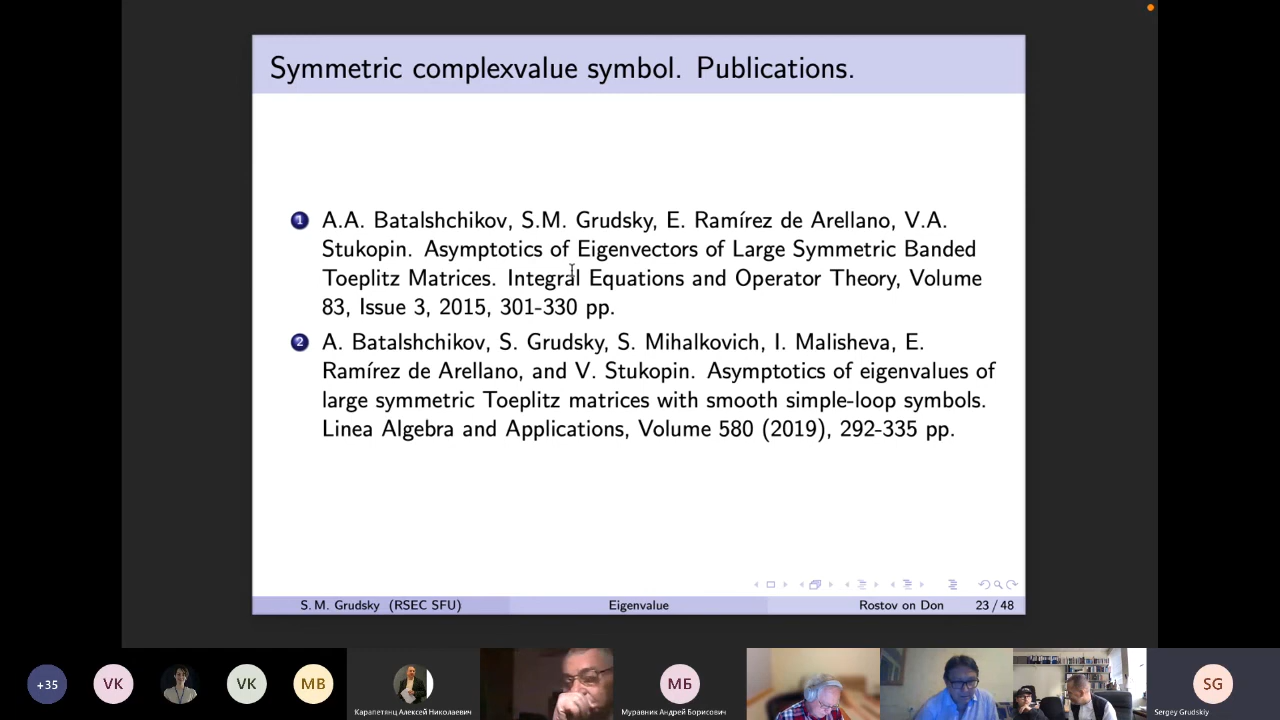 Symmetric complexvalue symbol. Publications.
1 A.A. Batalshchikov, S.M. Grudsky, E. Ramírez de Arellano, V.A.
Stukopin. Asymptotics of Eigenvectors of Large Symmetric Banded
Toeplitz Matrices. Integral Equations and Operator Theory, Volume
83, Issue 3, 2015, 301-330 pp.
2 A. Batalshchikov, S. Grudsky, S. Mihalkovich, I. Malisheva, E.
Ramírez de Arellano, and V. Stukopin. Asymptotics of eigenvalues of
large symmetric Toeplitz matrices with smooth simple-loop symbols.
Linea Algebra and Applications, Volume 580 (2019), 292-335 pp.
S. M. Grudsky (RSEC SFU) Eigenvalue Rostov on Don 23 / 48
+35 VK VK MB МБ SG
Карапетянц Алексей Николаевич Муравник Андрей Борисович Sergey Grudskiy